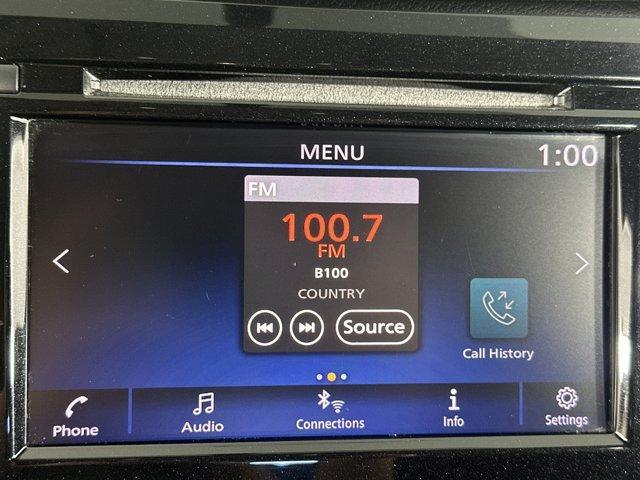 MENU
1:00
FM
100.7
FM
B100
COUNTRY
Source
Call History
Phone
Audio
Connections
Info
Settings